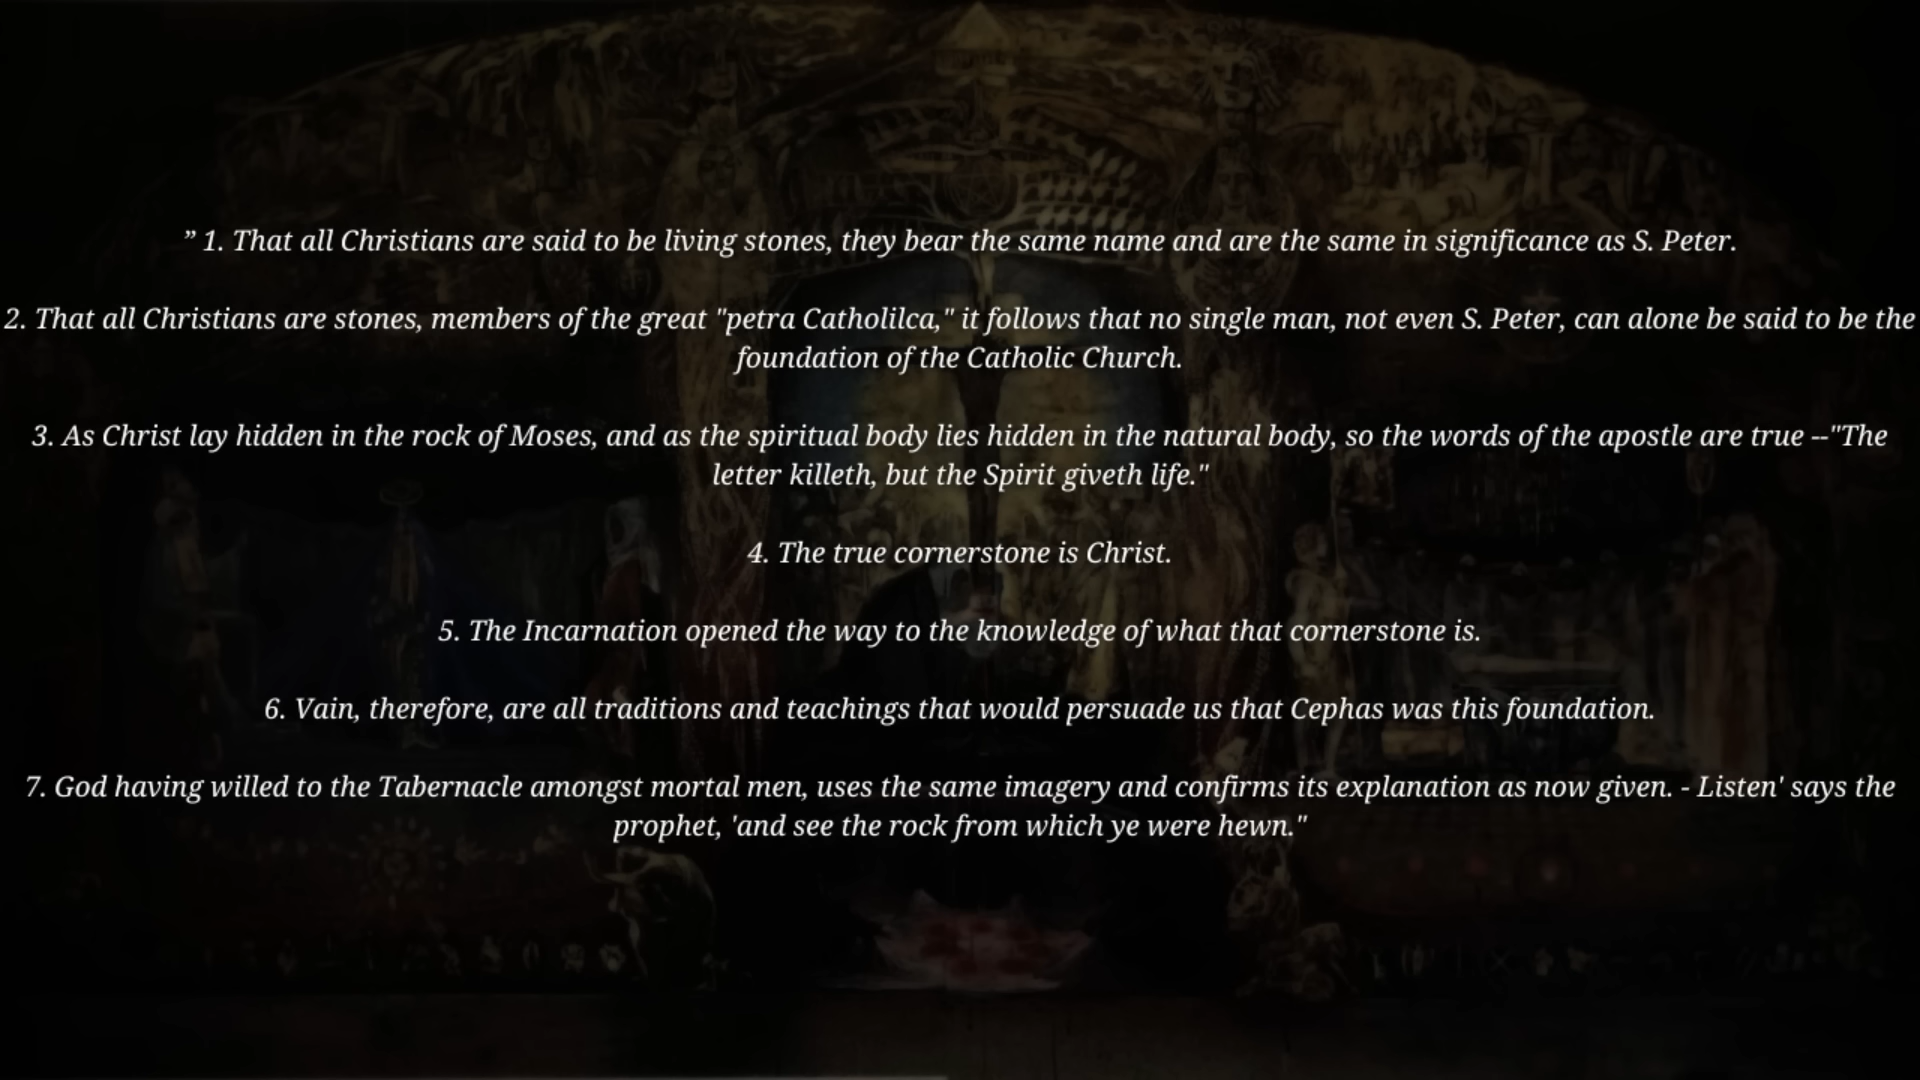 ” 1. That all Christians are said to be living stones, they bear the same name and are the same in significance as S. Peter.
2. That all Christians are stones, members of the great "petra Catholilca," it follows that no single man, not even S. Peter, can alone be said to be the
foundation of the Catholic Church.
3. As Christ lay hidden in the rock of Moses, and as the spiritual body lies hidden in the natural body, so the words of the apostle are true --"The
letter killeth, but the Spirit giveth life."
4. The true cornerstone is Christ.
5. The Incarnation opened the way to the knowledge of what that cornerstone is.
6. Vain, therefore, are all traditions and teachings that would persuade us that Cephas was this foundation.
7. God having willed to the Tabernacle amongst mortal men, uses the same imagery and confirms its explanation as now given. - Listen' says the
prophet, 'and see the rock from which ye were hewn."